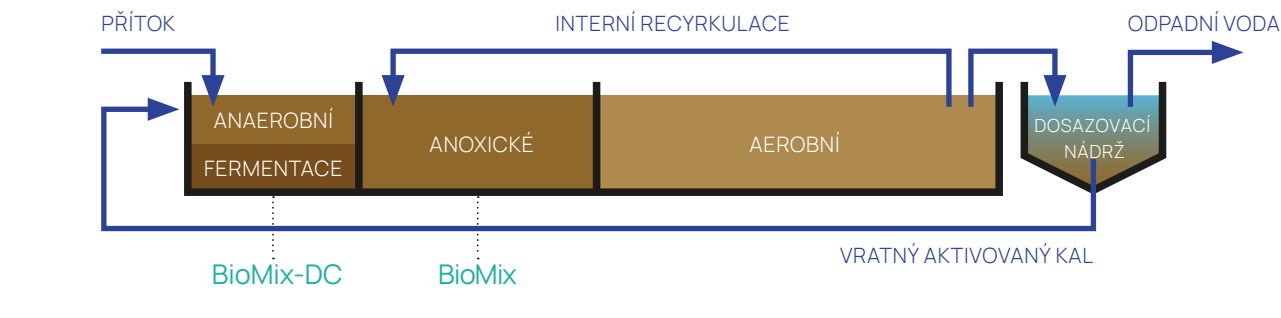 PŘÍTOK
INTERNÍ RECYRKULACE
ODPADNÍ VODA
ANAEROBNÍ
FERMENTACE
ANOXICKÉ
AEROBNÍ
DOSAZOVACÍ
NÁDRŽ
VRATNÝ AKTIVOVANÝ KAL
BioMix-DC
BioMix